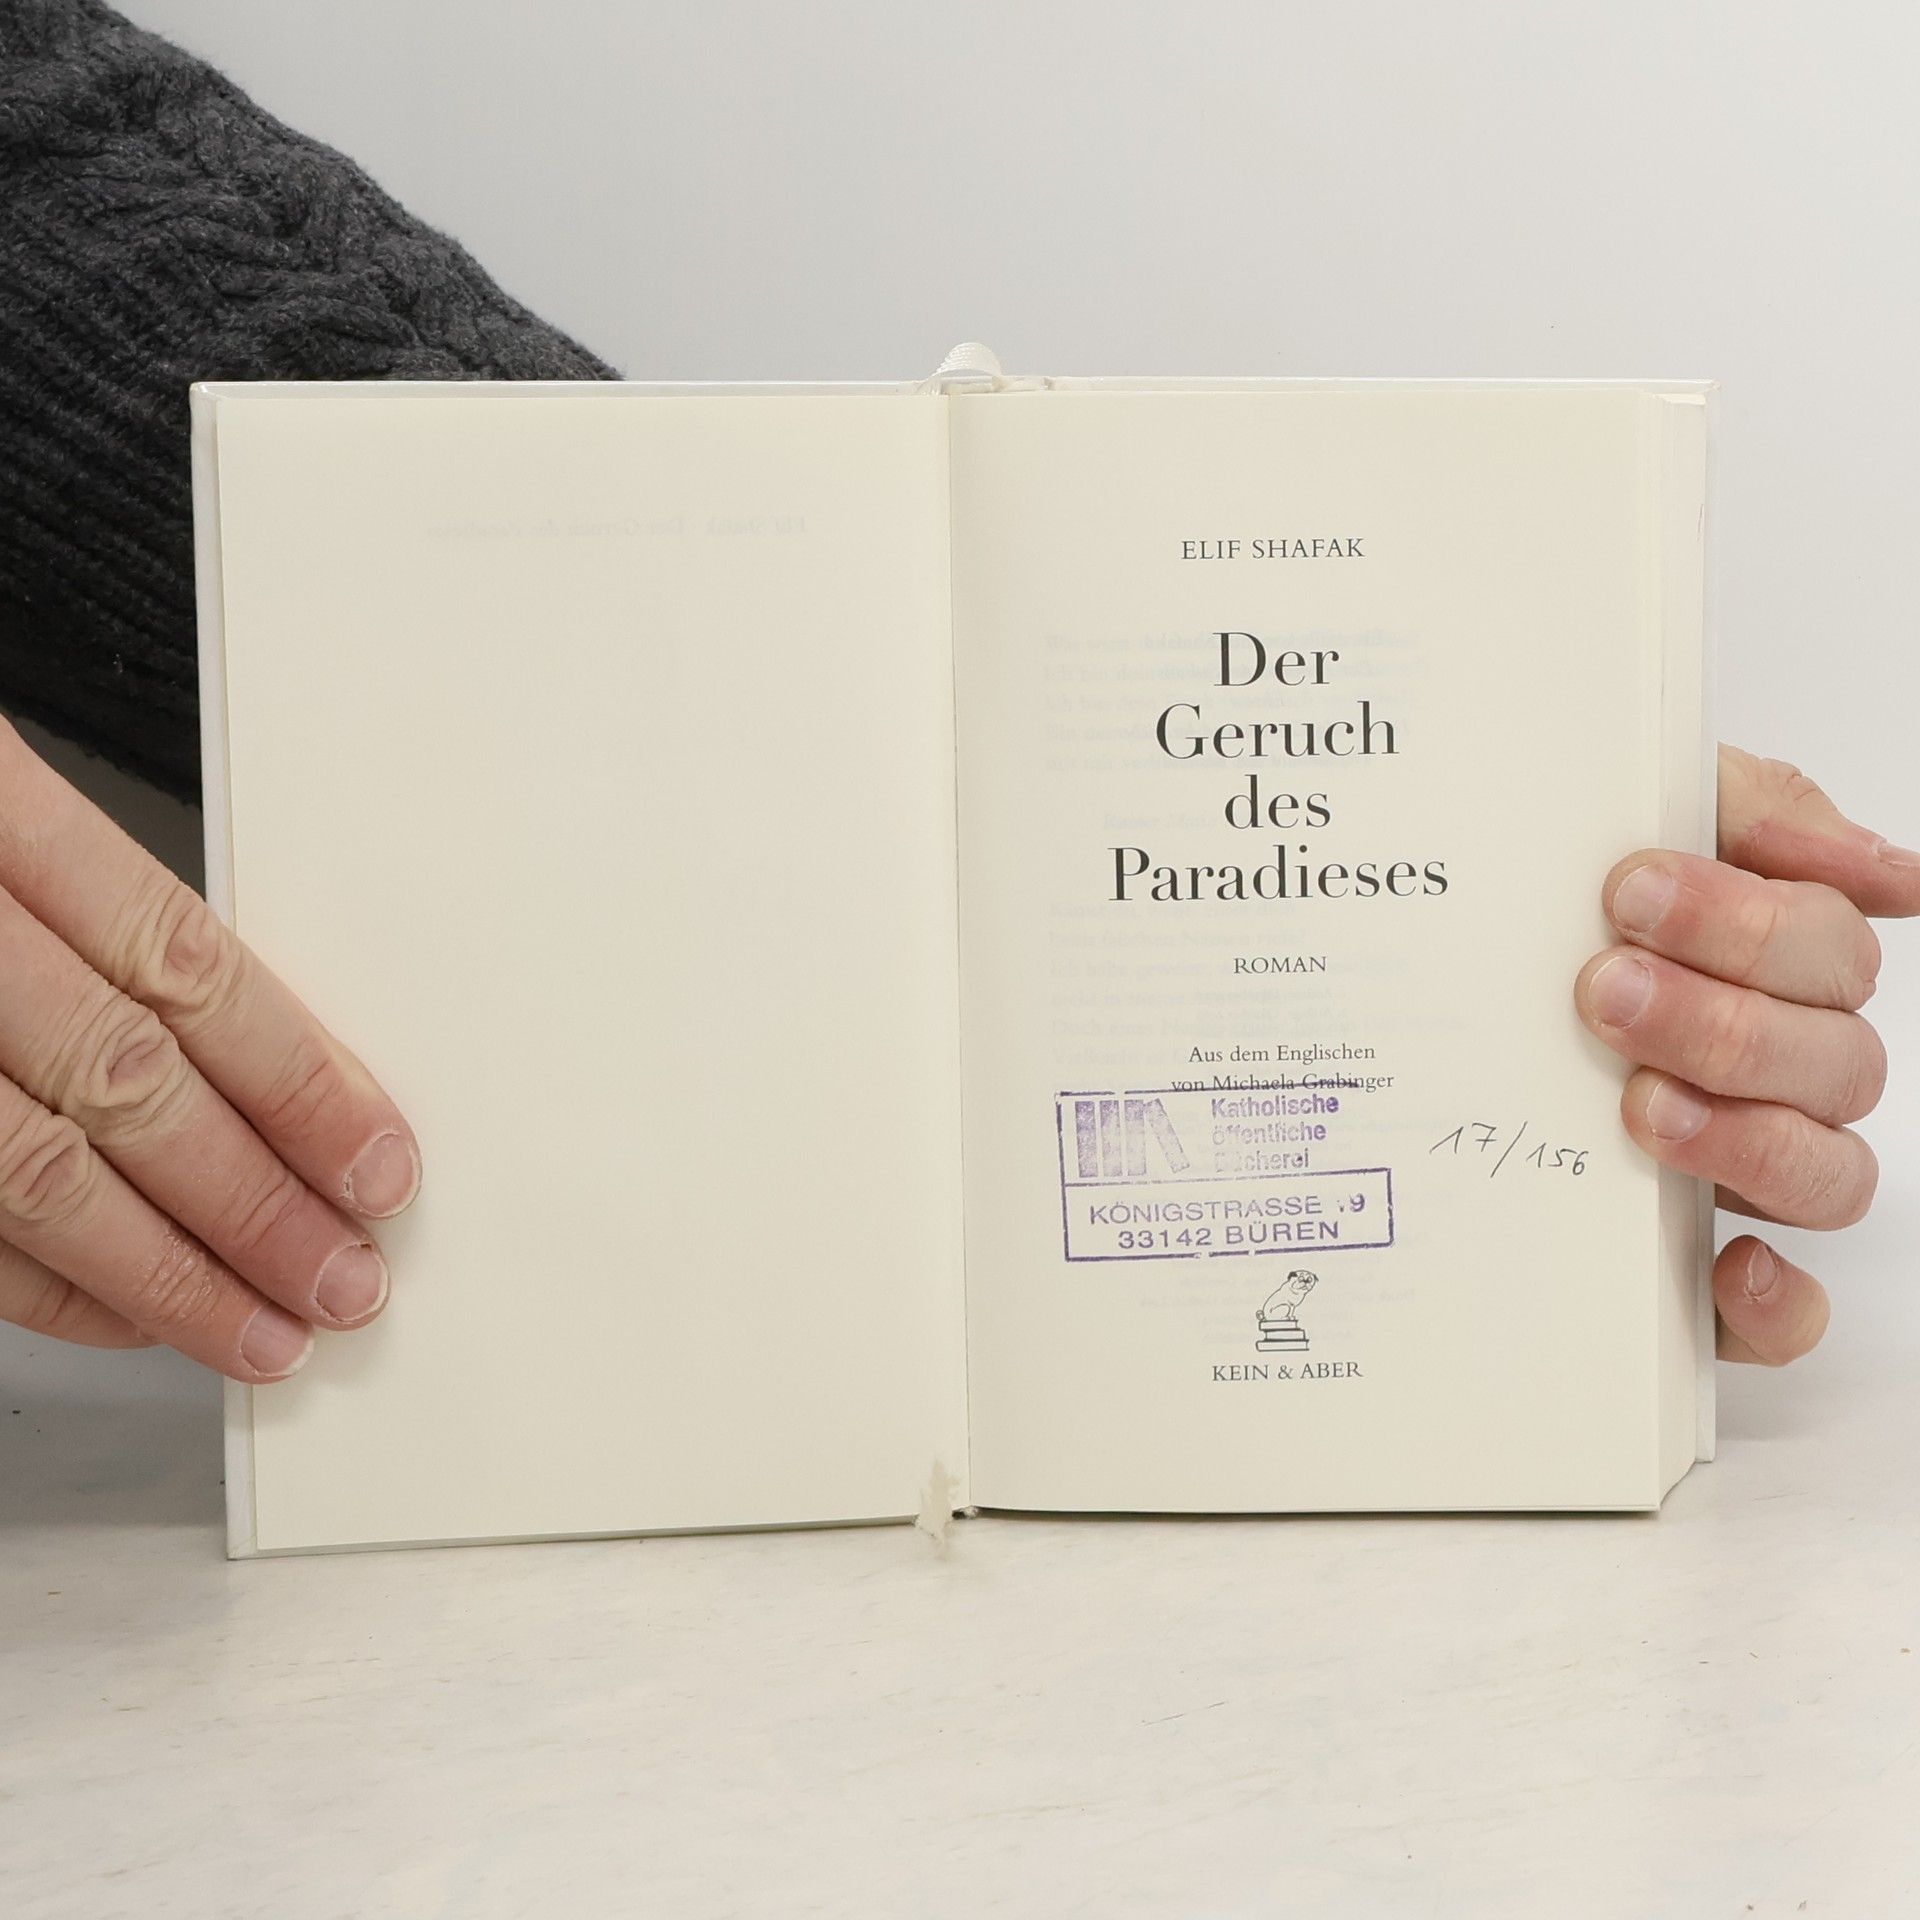 ELIF SHAFAK
Der
Geruch
des
Paradieses
ROMAN
Aus dem Englischen
von Michaela Grabinger
Katholische
öffentliche
Bücherei
17/156
KÖNIGSTRASSE 19
33142 BÜREN
KEIN & ABER